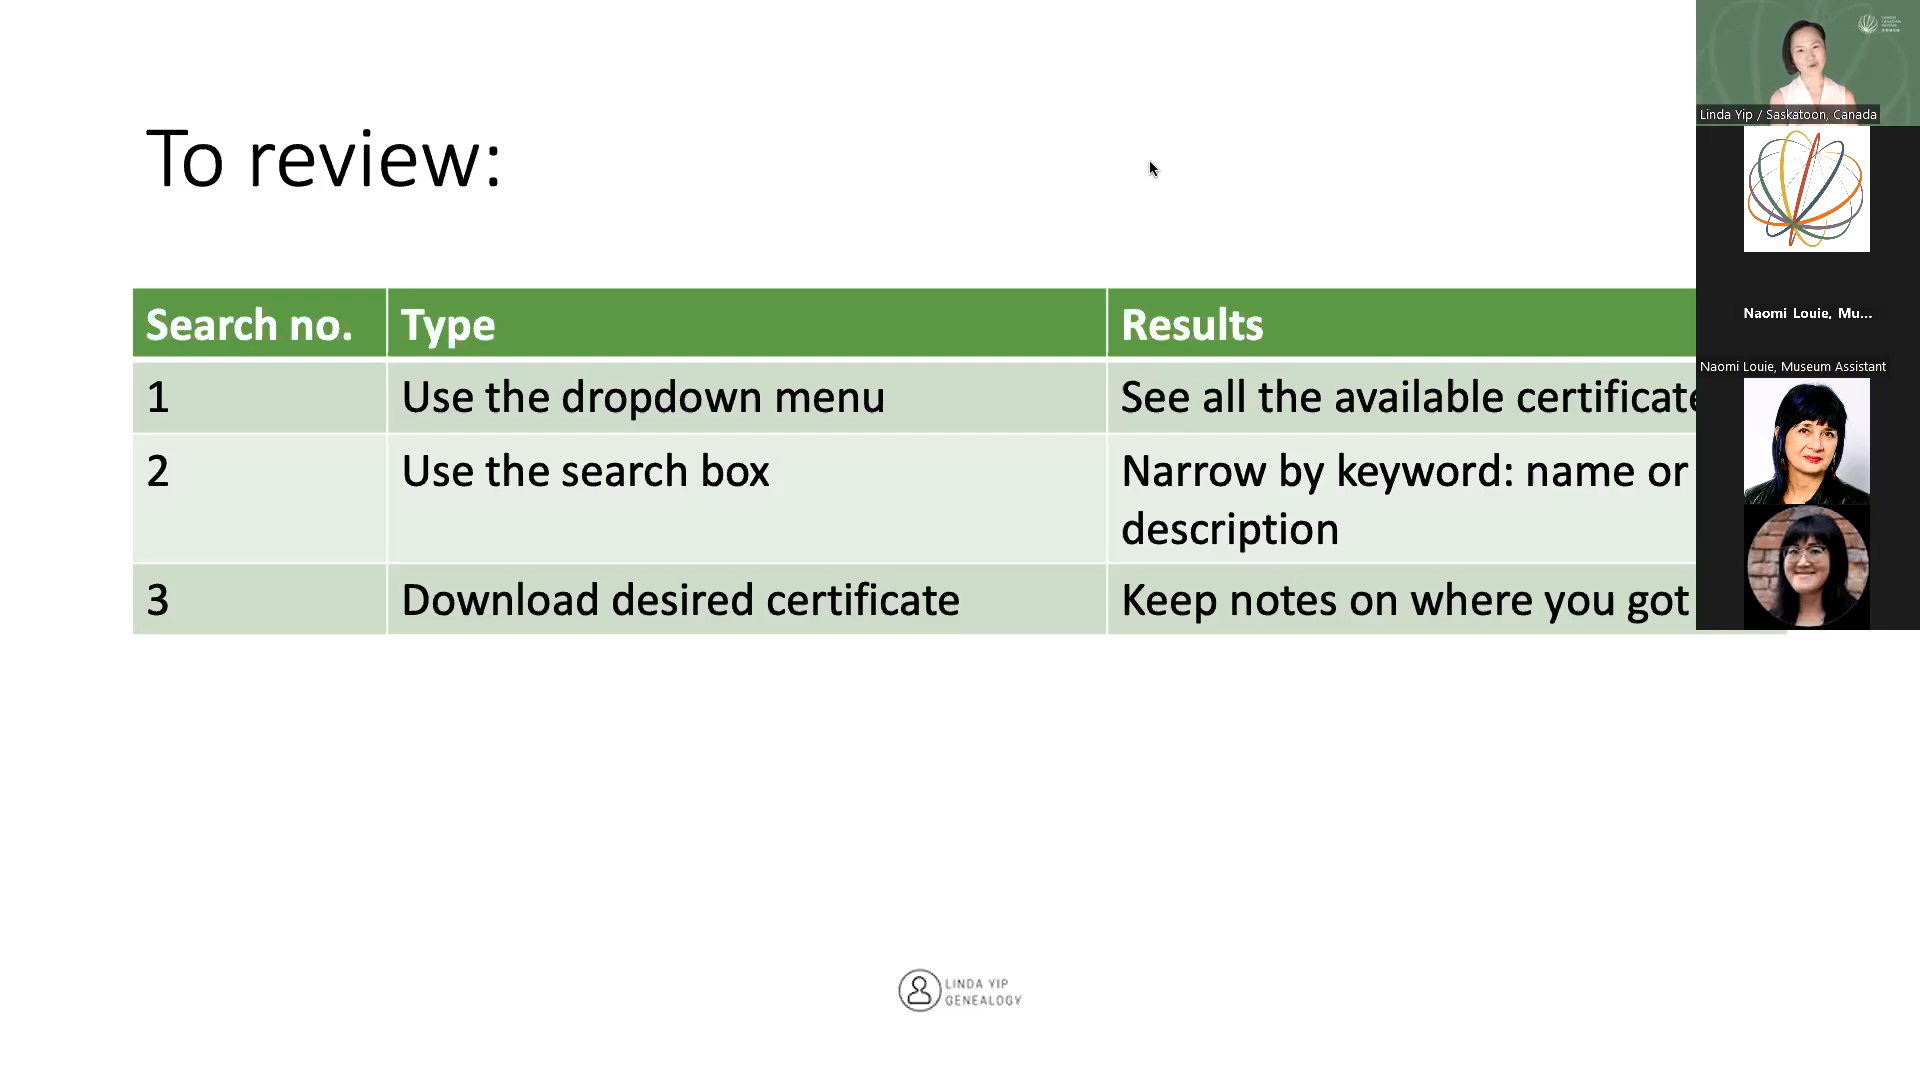 To review:
Search no. Type Results
1 Use the dropdown menu See all the available certificate
2 Use the search box Narrow by keyword: name or
description
3 Download desired certificate Keep notes on where you got
LINDA YIP
GENEALOGY
Linda Yip / Saskatoon, Canada
Naomi Louie, Mu...
Naomi Louie, Museum Assistant